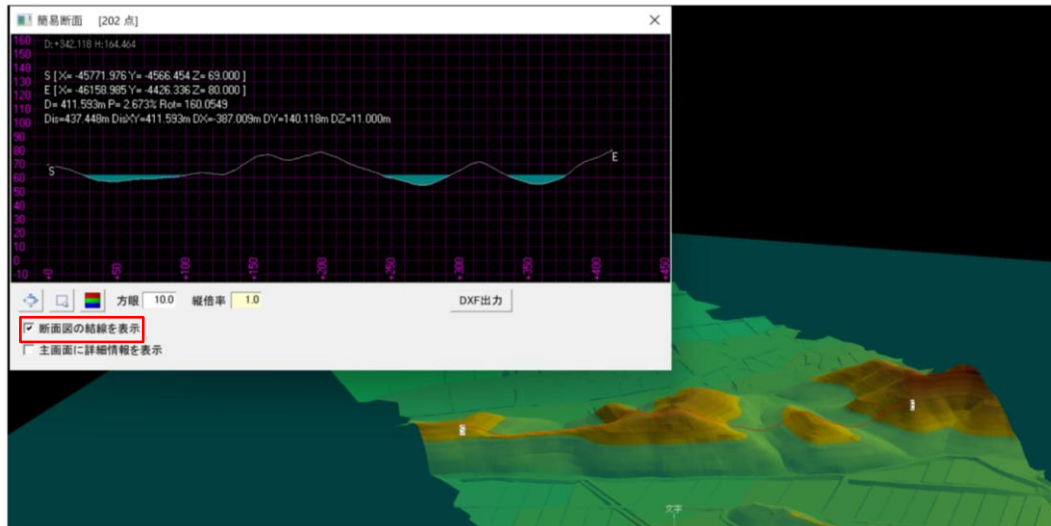 簡易断面 [202 点]
160
D:+342.118 H:164.464
150
140
S [ X= -45771.976 Y= -4566.454 Z= 69.000 ]
130
E [ X= -46158.985 Y= -4426.336 Z= 80.000 ]
120
D= 411.593m P= 2.673% Rot= 160.0549
110
Dis=437.448m DisXY=411.593m DX=-387.009m DY=140.118m DZ=11.000m
100
90
80
E
70
S
60
50
40
30
20
10
0
-10
+0
+50
+100
+150
+200
+250
+300
+350
+400
+450
方眼 10.0 縦倍率 1.0 DXF出力
断面図の結線を表示
主画面に詳細情報を表示
文字